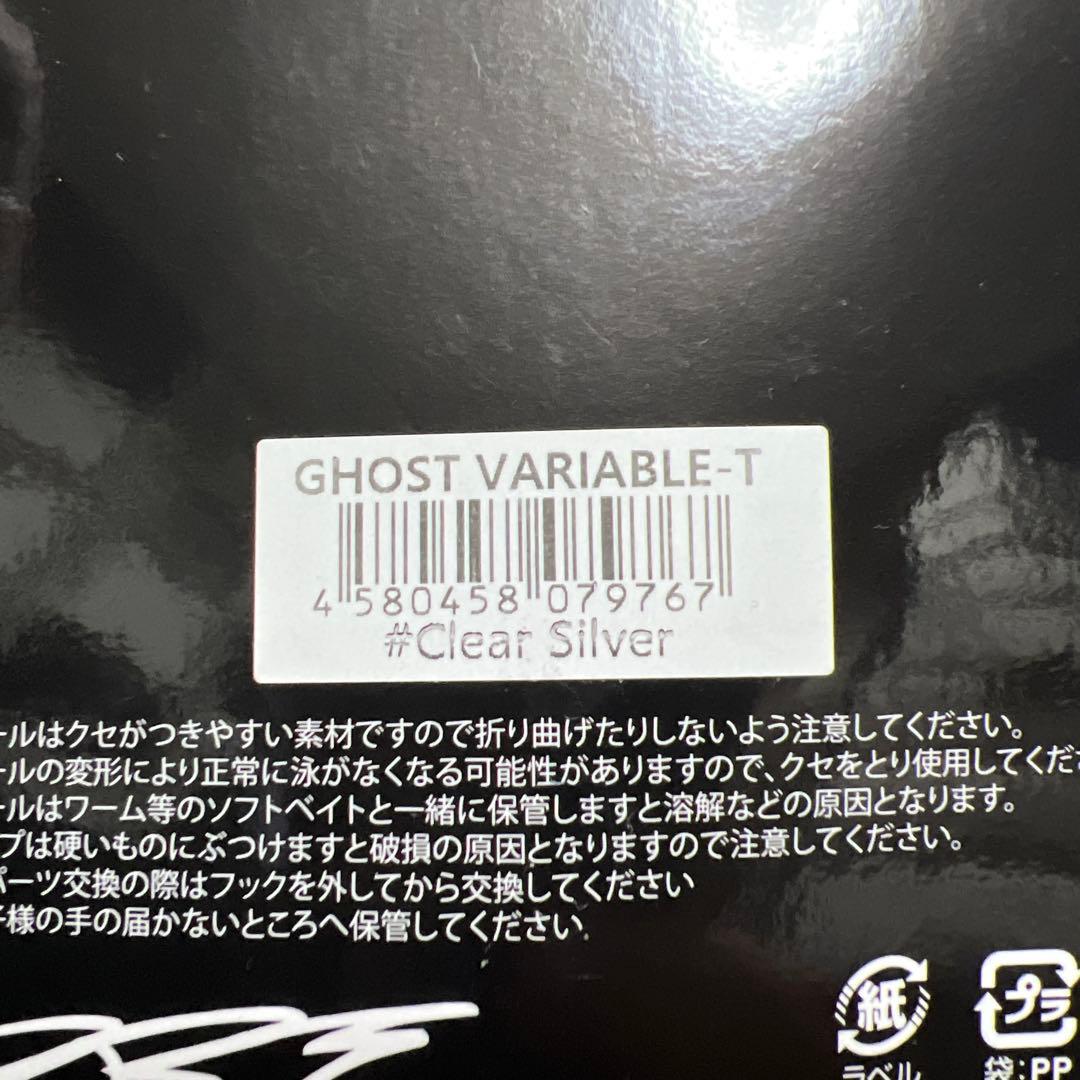 GHOST VARIABLE-T
4 580458 079767
#Clear Silver
ールはクセがつきやすい素材ですので折り曲げたりしないよう注意してください。
ールの変形により正常に泳がなくなる可能性がありますので、クセをとり使用してくださ
ールはワーム等のソフトベイトと一緒に保管しますと溶解などの原因となります。
プは硬いものにぶつけますと破損の原因となりますので注意してください。
パーツ交換の際はフックを外してから交換してください
子様の手の届かないところへ保管してください.
紙
プラ
ラベル
袋:PP